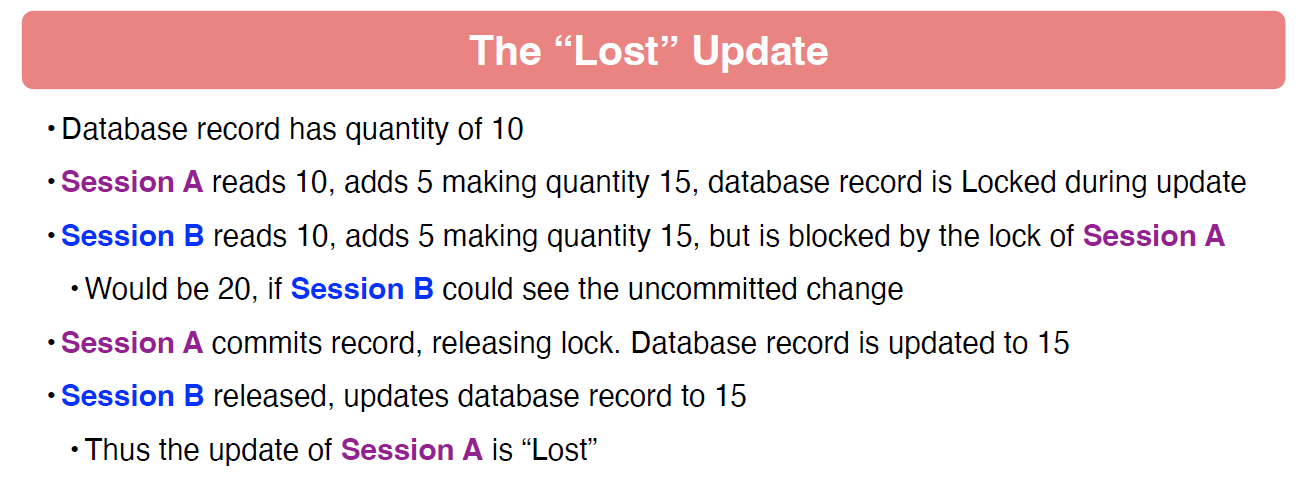 The “Lost” Update
• Database record has quantity of 10
• Session A reads 10, adds 5 making quantity 15, database record is Locked during update
• Session B reads 10, adds 5 making quantity 15, but is blocked by the lock of Session A
• Would be 20, if Session B could see the uncommitted change
• Session A commits record, releasing lock. Database record is updated to 15
• Session B released, updates database record to 15
• Thus the update of Session A is “Lost”